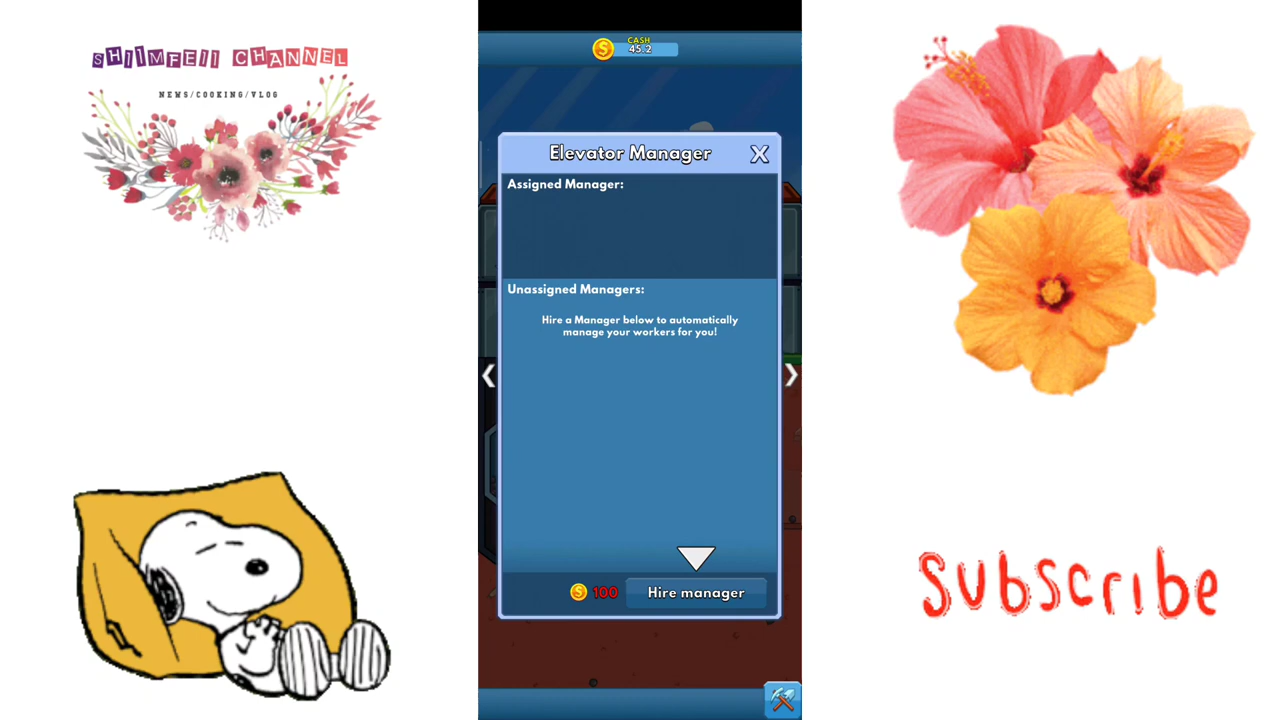 SHIIMFEII CHANNEL
NEWS/COOKING/VLOG
CASH
45.2
Elevator Manager
X
Assigned Manager:
Unassigned Managers:
Hire a Manager below to automatically
manage your workers for you!
100
Hire manager
Subscribe